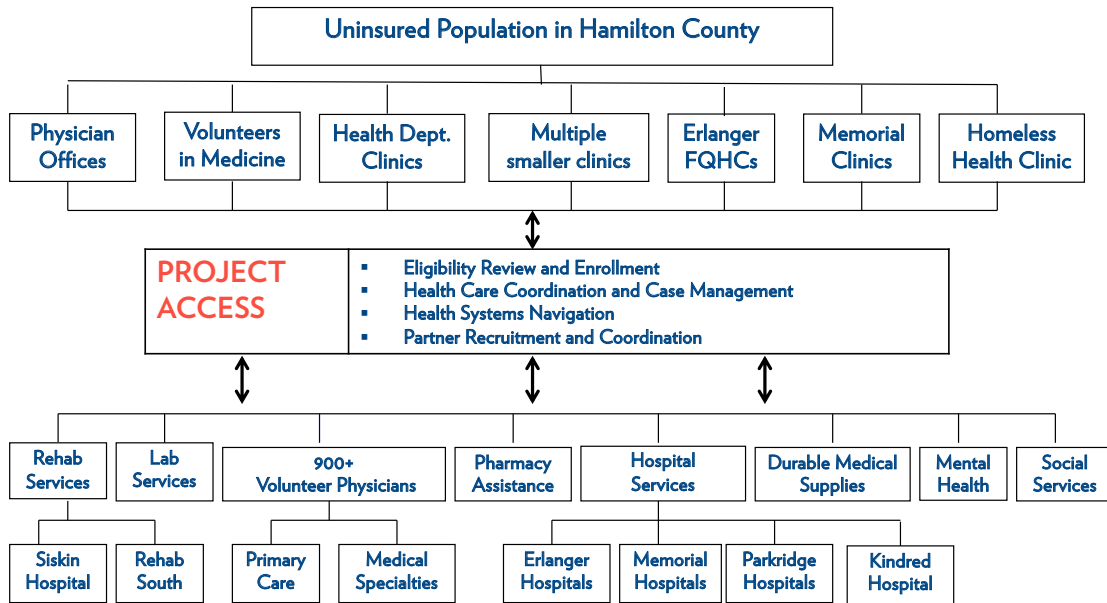 Uninsured Population in Hamilton County
Physician
Offices
Volunteers
in Medicine
Health Dept.
Clinics
Multiple
smaller clinics
Erlanger
FQHCs
Memorial
Clinics
Homeless
Health Clinic
PROJECT
ACCESS
▪ Eligibility Review and Enrollment
▪ Health Care Coordination and Case Management
▪ Health Systems Navigation
▪ Partner Recruitment and Coordination
Rehab
Services
Lab
Services
900+
Volunteer Physicians
Pharmacy
Assistance
Hospital
Services
Durable Medical
Supplies
Mental
Health
Social
Services
Siskin
Hospital
Rehab
South
Primary
Care
Medical
Specialties
Erlanger
Hospitals
Memorial
Hospitals
Parkridge
Hospitals
Kindred
Hospital